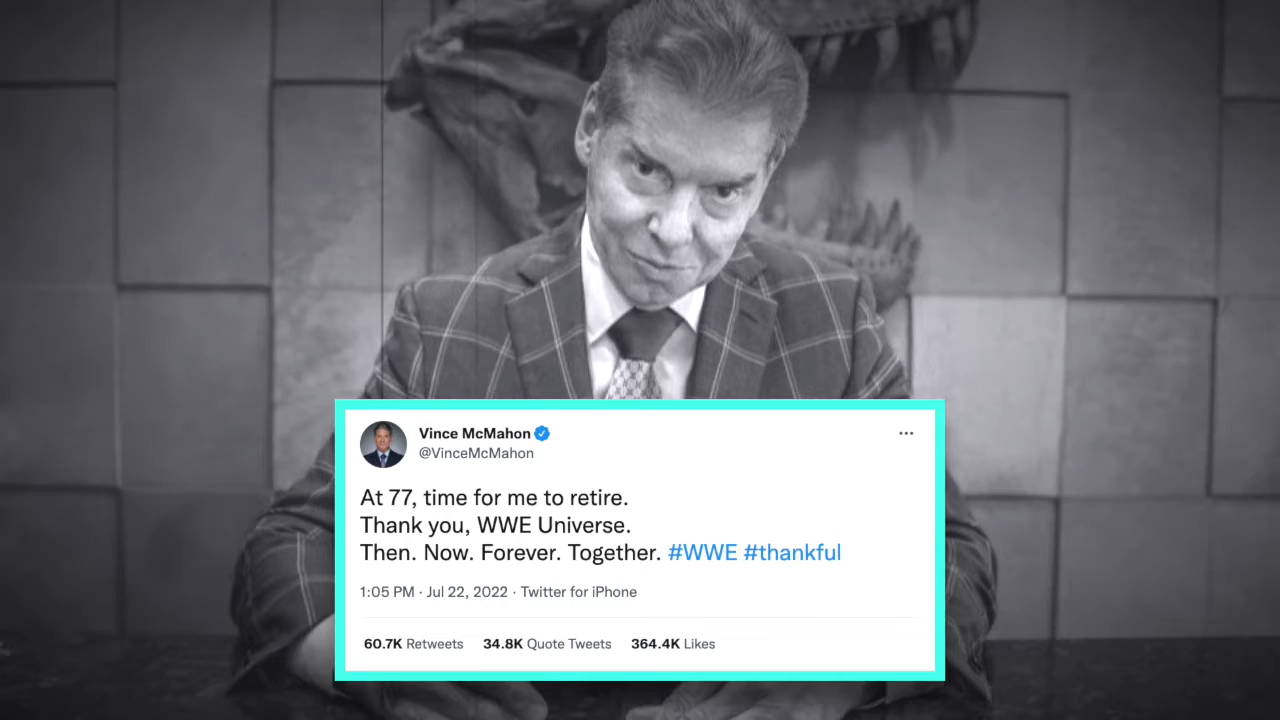 Vince McMahon
@VinceMcMahon
At 77, time for me to retire.
Thank you, WWE Universe.
Then. Now. Forever. Together. #WWE #thankful
1:05 PM · Jul 22, 2022 · Twitter for iPhone
60.7K Retweets 34.8K Quote Tweets 364.4K Likes